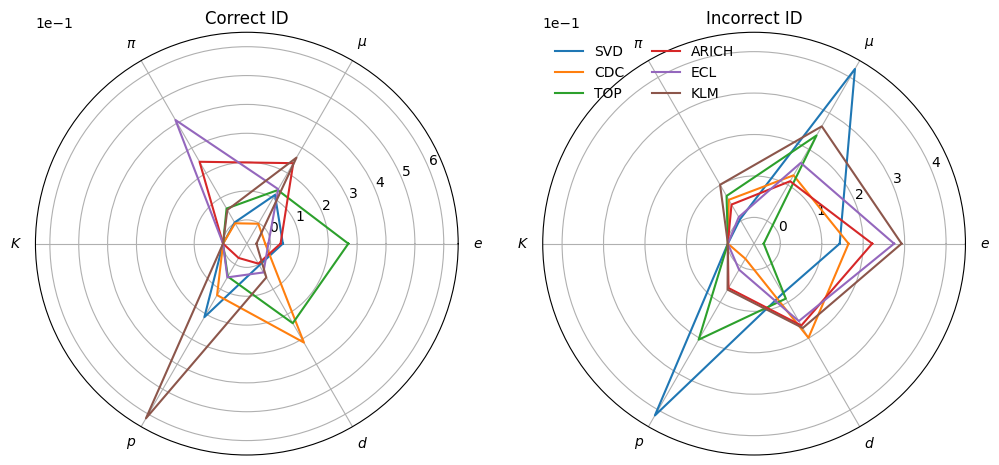 Correct ID
1e−1
π
μ
6
5
4
3
2
1
0
K
e
p
d
Incorrect ID
1e−1
π
μ
SVD
CDC
TOP
ARICH
ECL
KLM
4
3
2
1
0
K
e
p
d